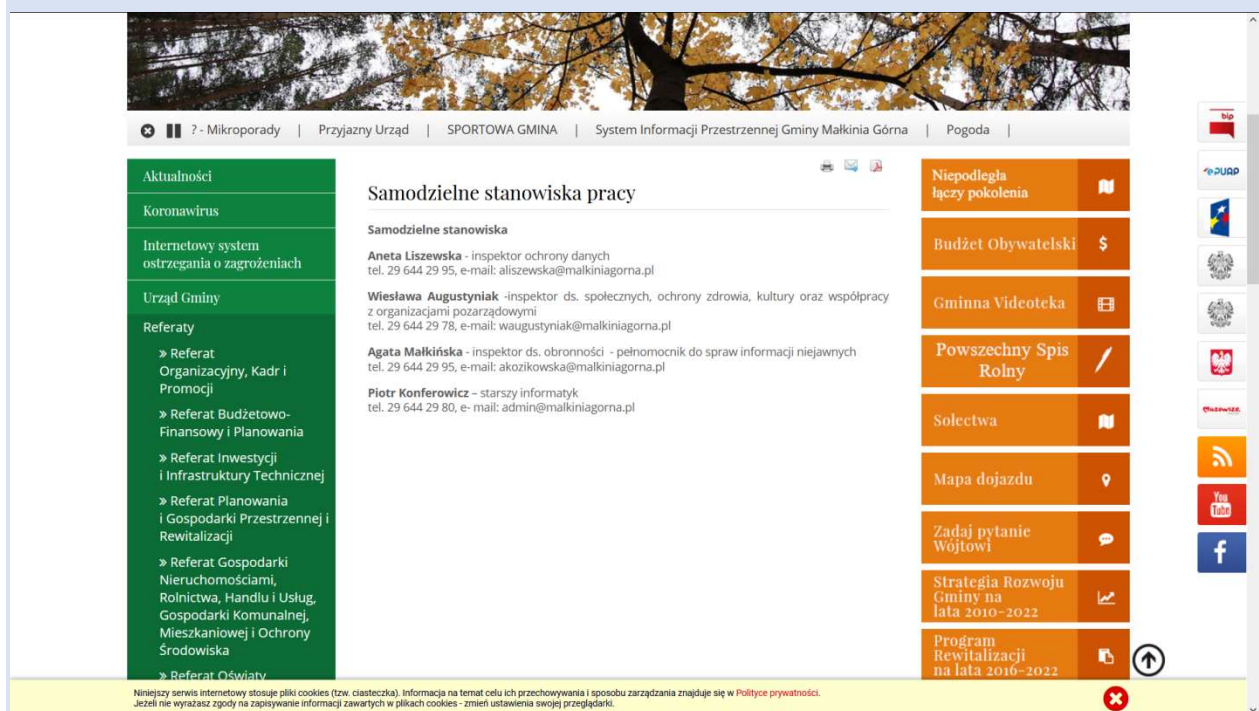 ? - Mikroporady | Przyjazny Urząd | SPORTOWA GMINA | System Informacji Przestrzennej Gminy Małkinia Górna | Pogoda |
Aktualności
Koronawirus
Internetowy system
ostrzegania o zagrożeniach
Urząd Gminy
Referaty
» Referat
Organizacyjny, Kadr i
Promocji
» Referat Budżetowo-
Finansowy i Planowania
» Referat Inwestycji
i Infrastruktury Technicznej
» Referat Planowania
i Gospodarki Przestrzennej i
Rewitalizacji
» Referat Gospodarki
Nieruchomościami,
Rolnictwa, Handlu i Usług,
Gospodarki Komunalnej,
Mieszkaniowej i Ochrony
Środowiska
» Referat Oświaty
Samodzielne stanowiska pracy
Samodzielne stanowiska
Aneta Liszewska - inspektor ochrony danych
tel. 29 644 29 95, e-mail: aliszewska@malkiniagorna.pl
Wiesława Augustyniak -inspektor ds. społecznych, ochrony zdrowia, kultury oraz współpracy
z organizacjami pozarządowymi
tel. 29 644 29 78, e-mail: waugustyniak@malkiniagorna.pl
Agata Małkińska - inspektor ds. obronności - pełnomocnik do spraw informacji niejawnych
tel. 29 644 29 95, e-mail: akozikowska@malkiniagorna.pl
Piotr Konferowicz – starszy informatyk
tel. 29 644 29 80, e- mail: admin@malkiniagorna.pl
Niepodległa
łączy pokolenia
Budżet Obywatelski
Gminna Videoteka
Powszechny Spis
Rolny
Sołectwa
Mapa dojazdu
Zadaj pytanie
Wójtowi
Strategia Rozwoju
Gminy na
lata 2010-2022
Program
Rewitalizacji
na lata 2016-2022
bip
ePUAP
Mazowsze.
You
Tube
f
Niniejszy serwis internetowy stosuje pliki cookies (tzw. ciasteczka). Informacja na temat celu ich przechowywania i sposobu zarządzania znajduje się w Polityce prywatności.
Jeżeli nie wyrażasz zgody na zapisywanie informacji zawartych w plikach cookies - zmień ustawienia swojej przeglądarki.